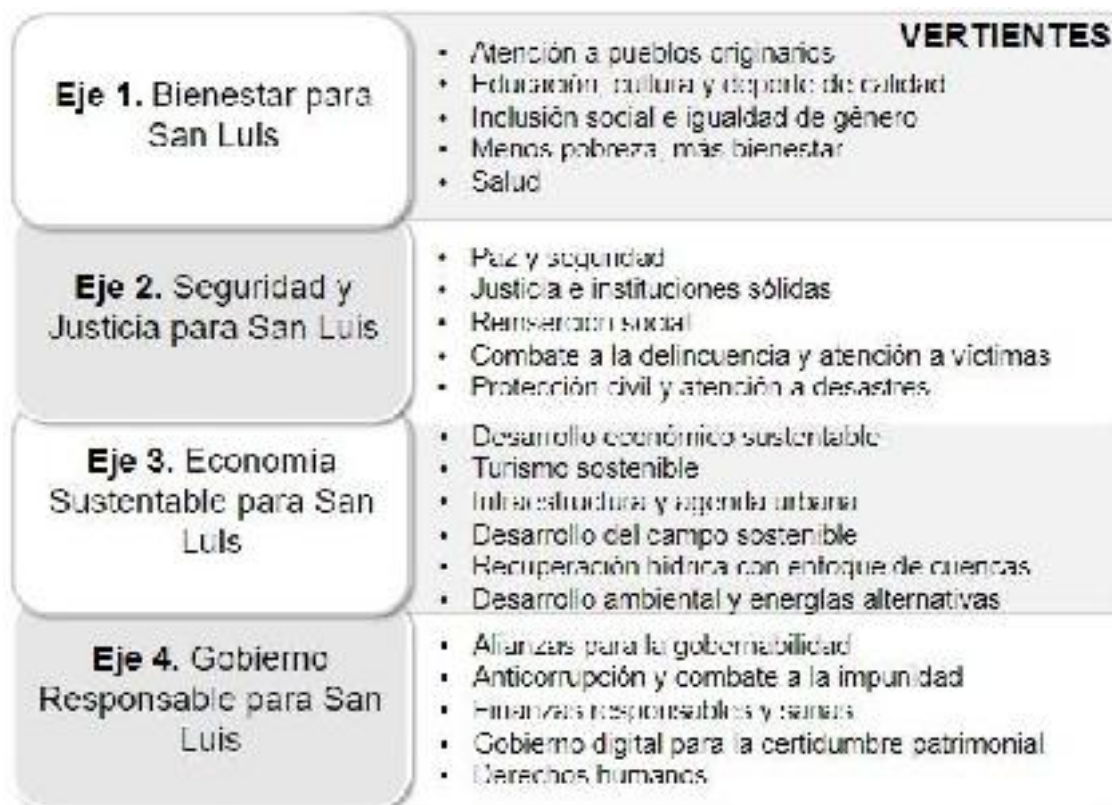 VERTIENTES
Eje 1. Bienestar para
San Luis
• Atención a pueblos originarios
• Educación, cultura y deporte de calidad
• Inclusión social e igualdad de género
• Menos pobreza, más bienestar
• Salud
Eje 2. Seguridad y
Justicia para San Luis
• Paz y seguridad
• Justicia e instituciones sólidas
• Reinserción social
• Combate a la delincuencia y atención a víctimas
• Protección civil y atención a desastres
Eje 3. Economía
Sustentable para San
Luis
• Desarrollo económico sustentable
• Turismo sostenible
• Infraestructura y agenda urbana
• Desarrollo del campo sostenible
• Recuperación hídrica con enfoque de cuencas
• Desarrollo ambiental y energías alternativas
Eje 4. Gobierno
Responsable para San
Luis
• Alianzas para la gobernabilidad
• Anticorrupción y combate a la impunidad
• Finanzas responsables y sanas
• Gobierno digital para la certidumbre patrimonial
• Derechos humanos